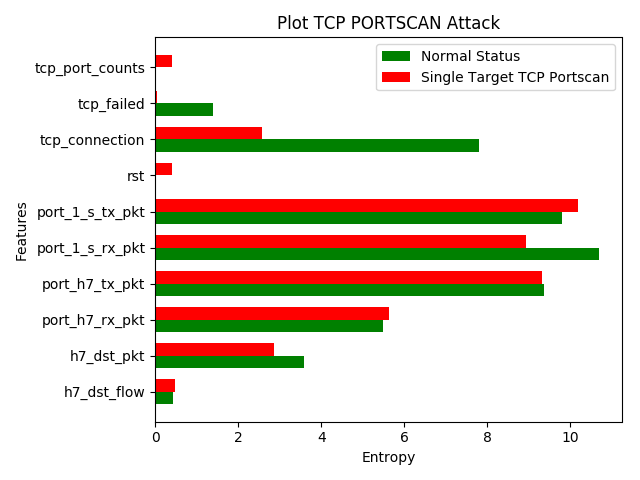 Plot TCP PORTSCAN Attack
Normal Status
Single Target TCP Portscan
tcp_port_counts
tcp_failed
tcp_connection
rst
port_1_s_tx_pkt
port_1_s_rx_pkt
port_h7_tx_pkt
port_h7_rx_pkt
h7_dst_pkt
h7_dst_flow
Features
0 2 4 6 8 10
Entropy